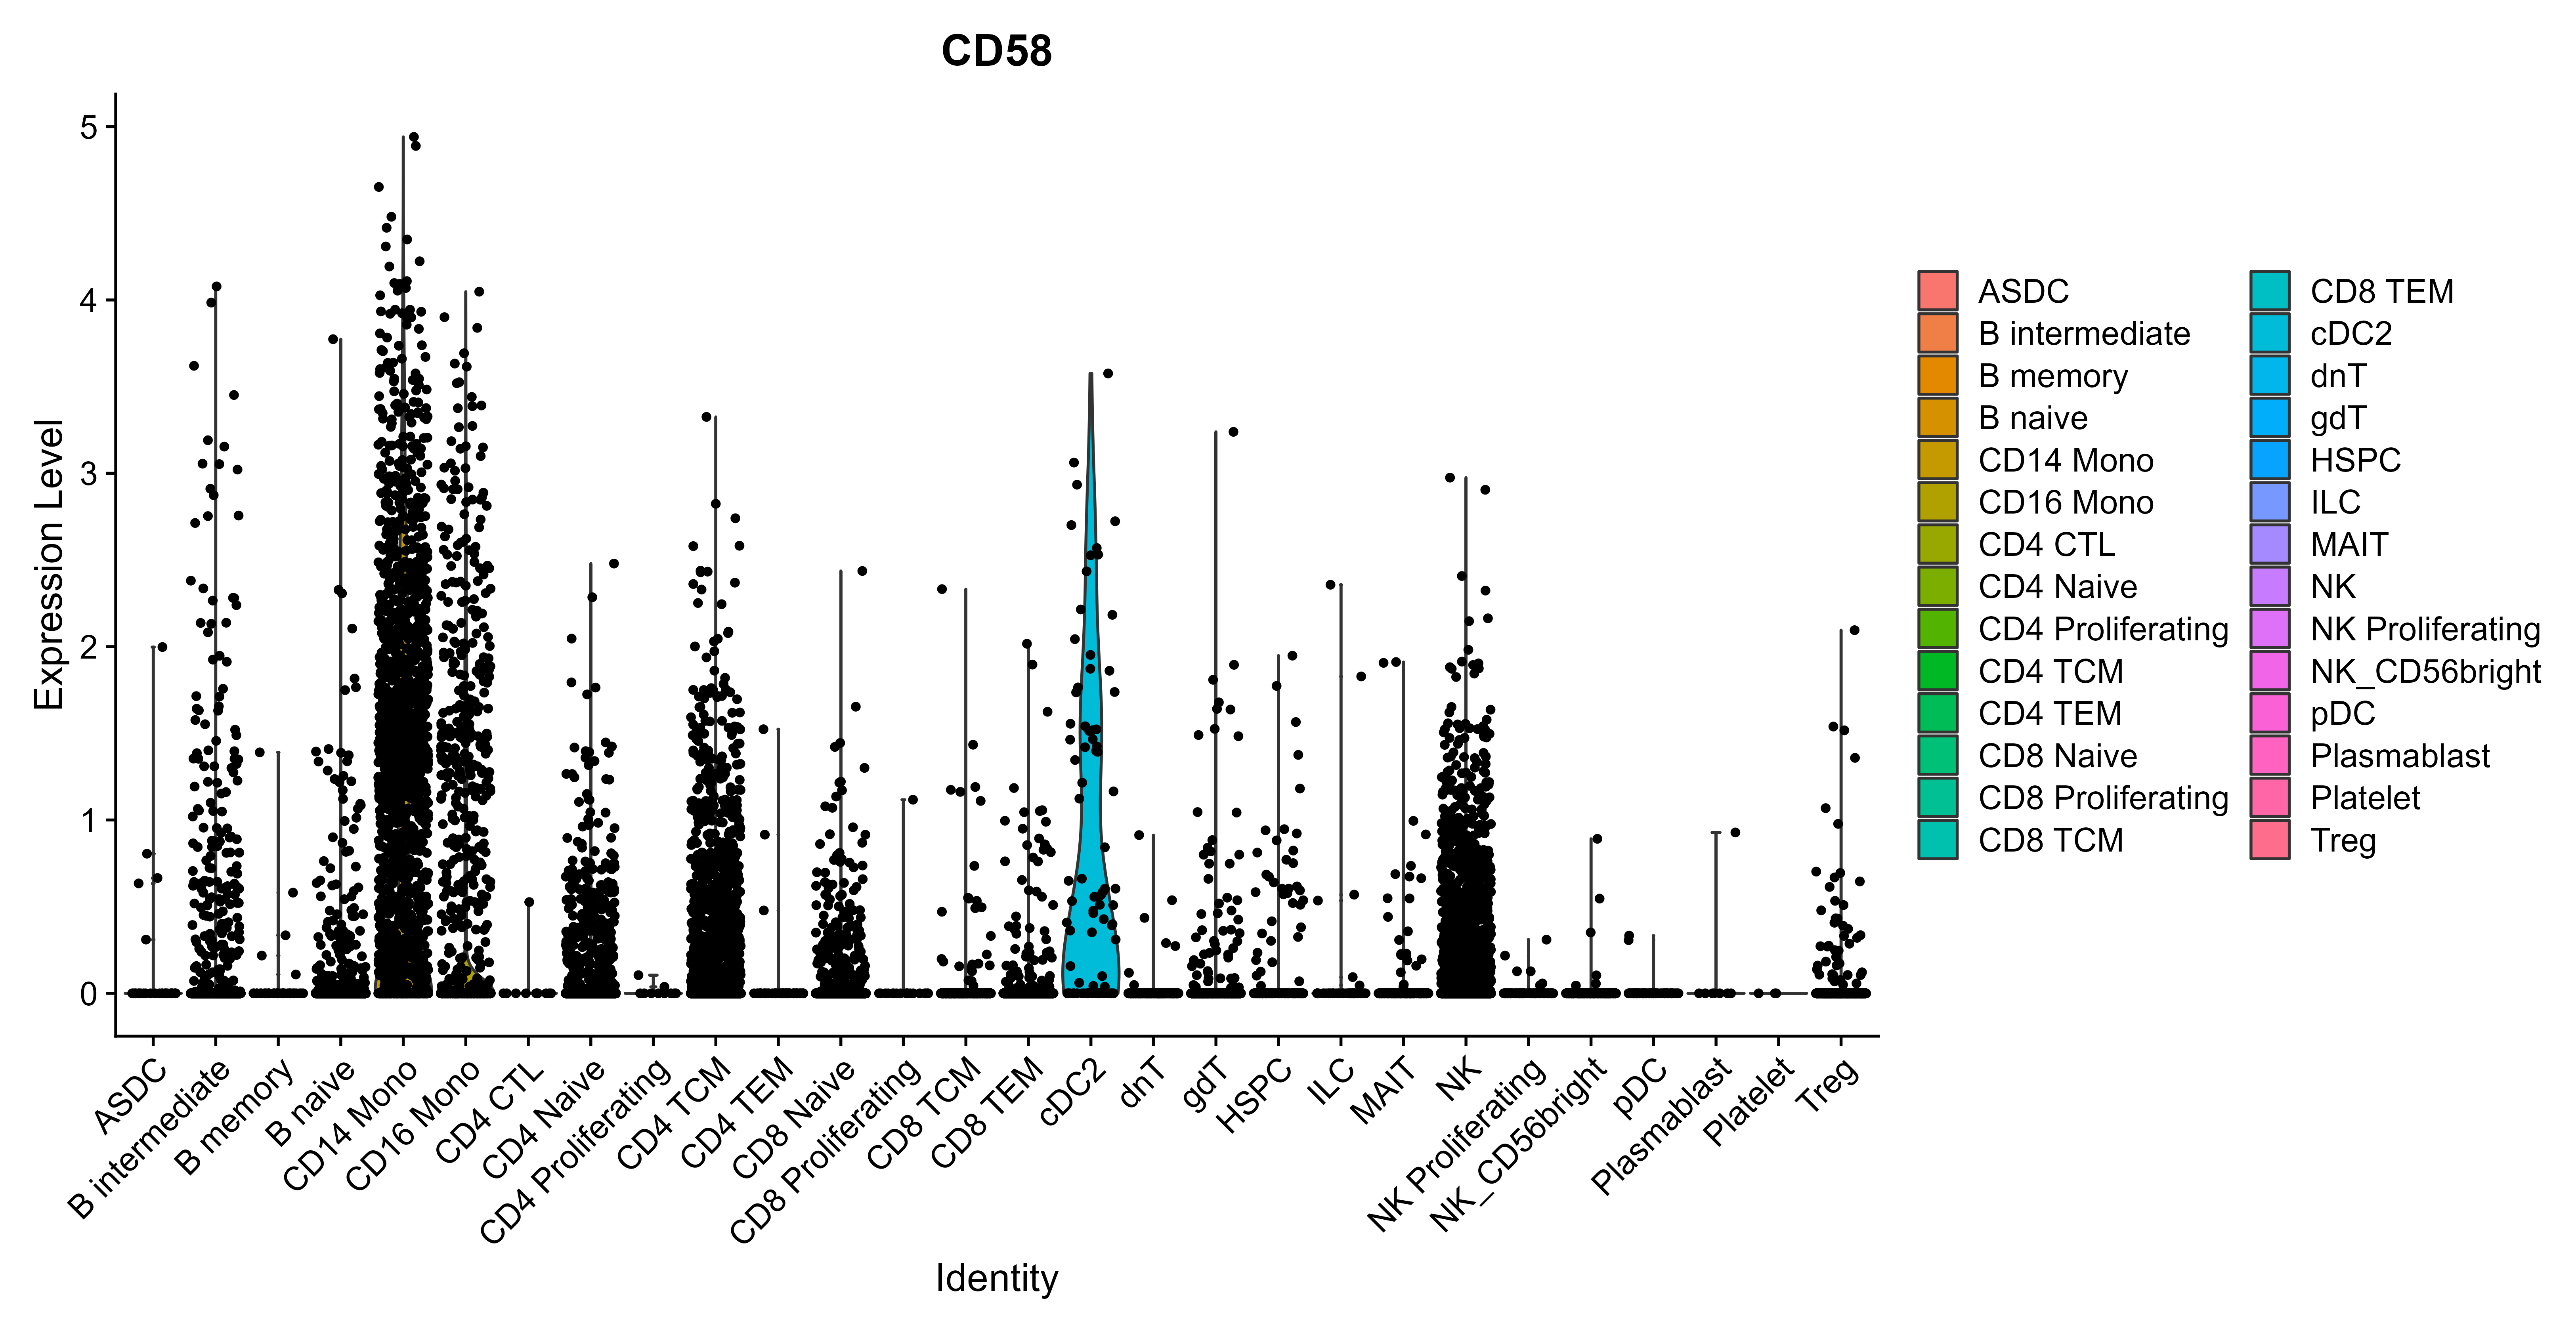 CD58
Expression Level
5
4
3
2
1
0
ASDC
B intermediate
B memory
B naive
CD14 Mono
CD16 Mono
CD4 CTL
CD4 Naive
CD4 Proliferating
CD4 TCM
CD4 TEM
CD8 Naive
CD8 Proliferating
CD8 TCM
CD8 TEM
cDC2
dnT
gdT
HSPC
ILC
MAIT
NK
NK Proliferating
NK_CD56bright
pDC
Plasmablast
Platelet
Treg
Identity
ASDC
B intermediate
B memory
B naive
CD14 Mono
CD16 Mono
CD4 CTL
CD4 Naive
CD4 Proliferating
CD4 TCM
CD4 TEM
CD8 Naive
CD8 Proliferating
CD8 TCM
CD8 TEM
cDC2
dnT
gdT
HSPC
ILC
MAIT
NK
NK Proliferating
NK_CD56bright
pDC
Plasmablast
Platelet
Treg